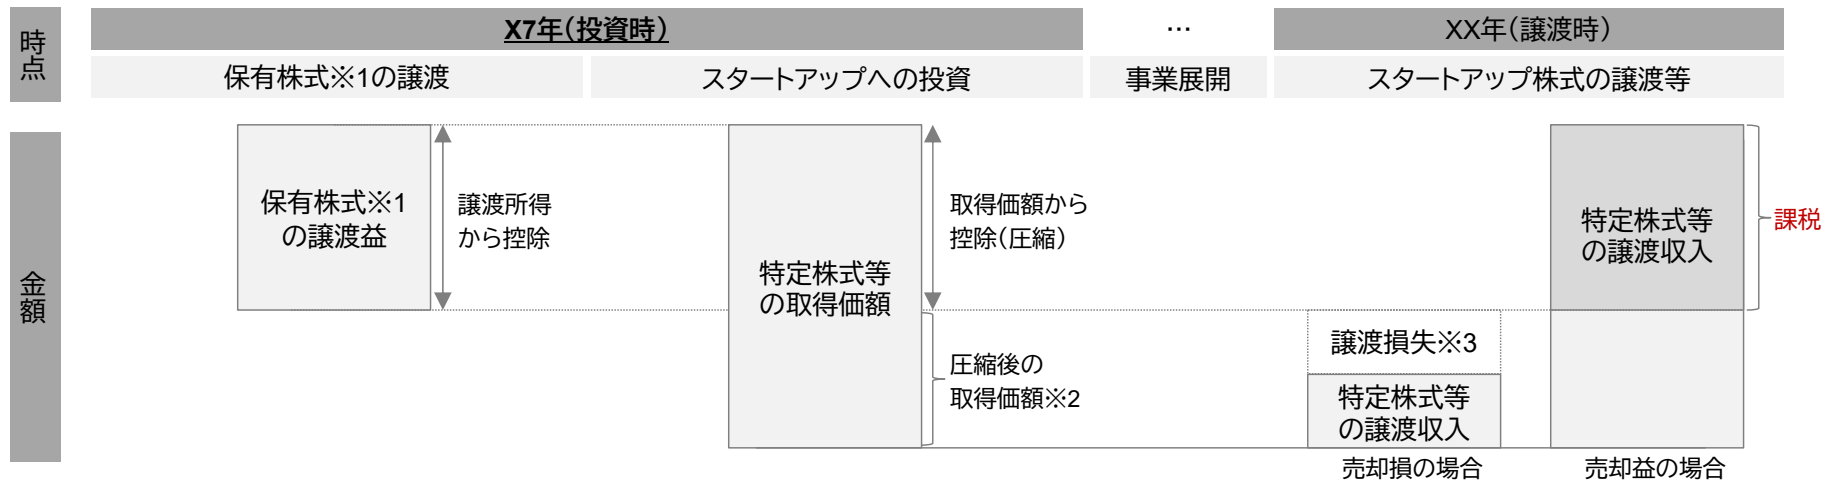 時点
X7年(投資時)
…
XX年(譲渡時)
保有株式※1の譲渡
スタートアップへの投資
事業展開
スタートアップ株式の譲渡等
金額
保有株式※1
の譲渡益
譲渡所得
から控除
特定株式等
の取得価額
取得価額から
控除(圧縮)
圧縮後の
取得価額※2
譲渡損失※3
特定株式等
の譲渡収入
売却損の場合
特定株式等
の譲渡収入
売却益の場合
課税